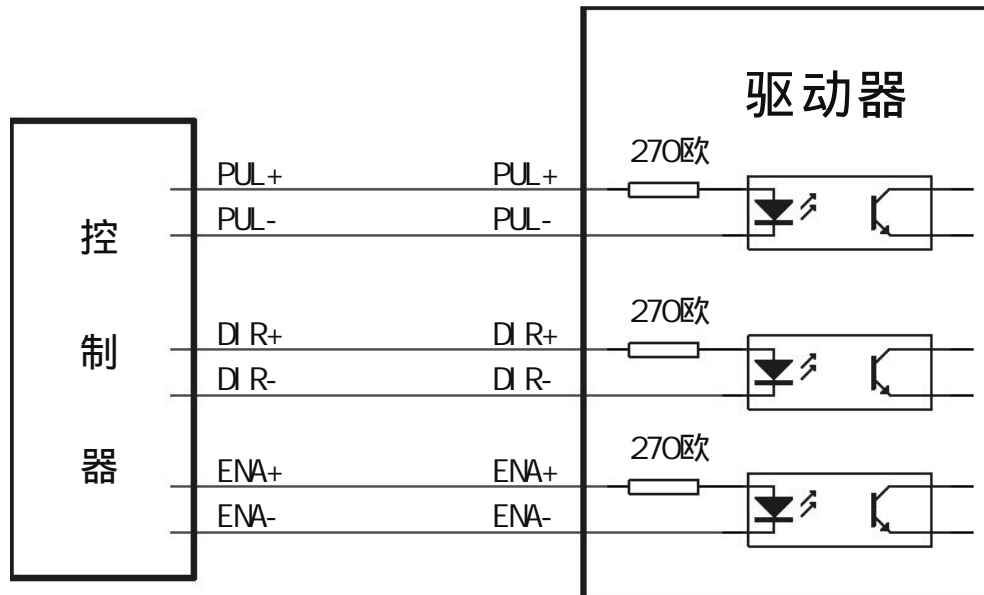 驱动器
控制器
270欧
PUL+ PUL+
PUL- PUL-
270欧
DIR+ DIR+
DIR- DIR-
270欧
ENA+ ENA+
ENA- ENA-